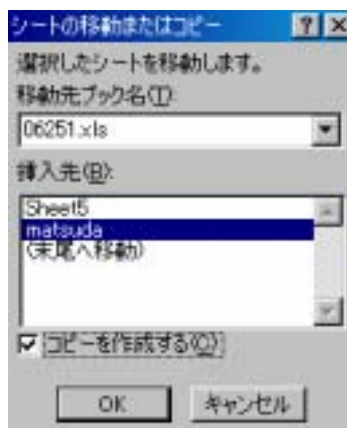 シートの移動またはコピー
選択したシートを移動します。
移動先ブック名(T):
06251.xls
挿入先(B):
Sheet5
matsuda
(末尾へ移動)
コピーを作成する(C)
OK キャンセル